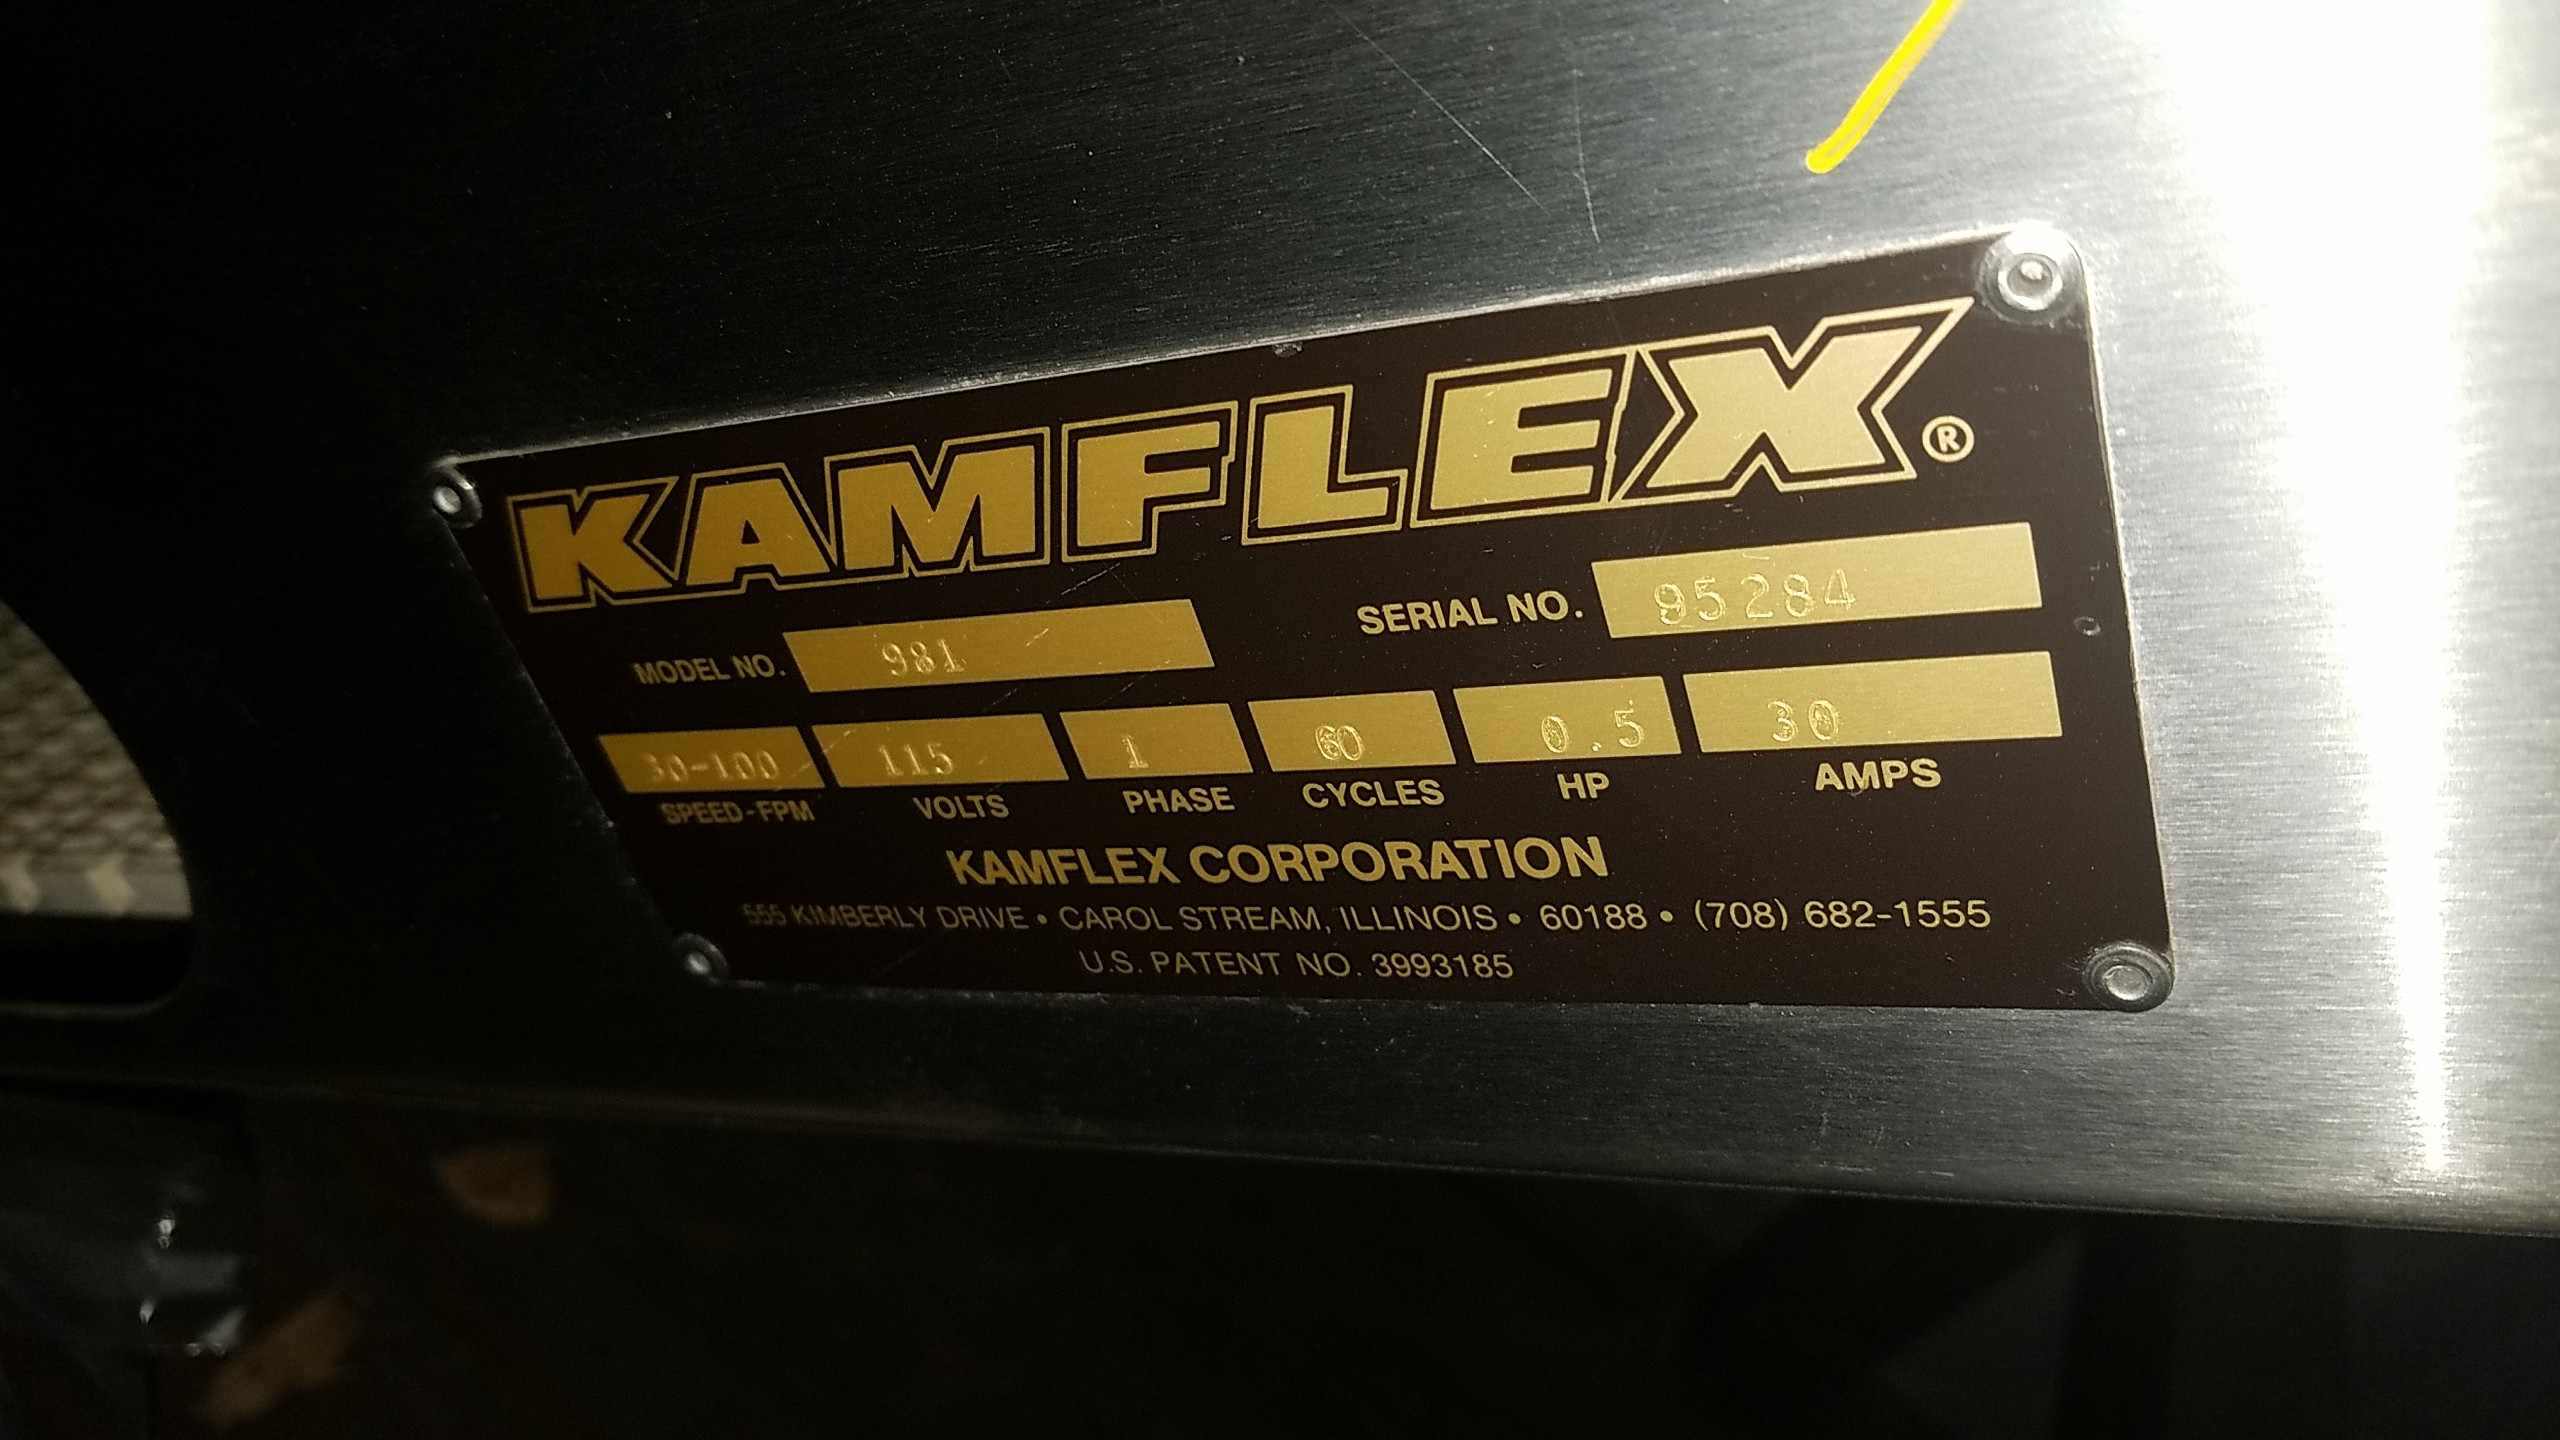 KAMFLEX®
MODEL NO. 981 SERIAL NO. 95284
30-100 115 1 60 0.5 30
SPEED-FPM VOLTS PHASE CYCLES HP AMPS
KAMFLEX CORPORATION
555 KIMBERLY DRIVE • CAROL STREAM, ILLINOIS • 60188 • (708) 682-1555
U.S. PATENT NO. 3993185